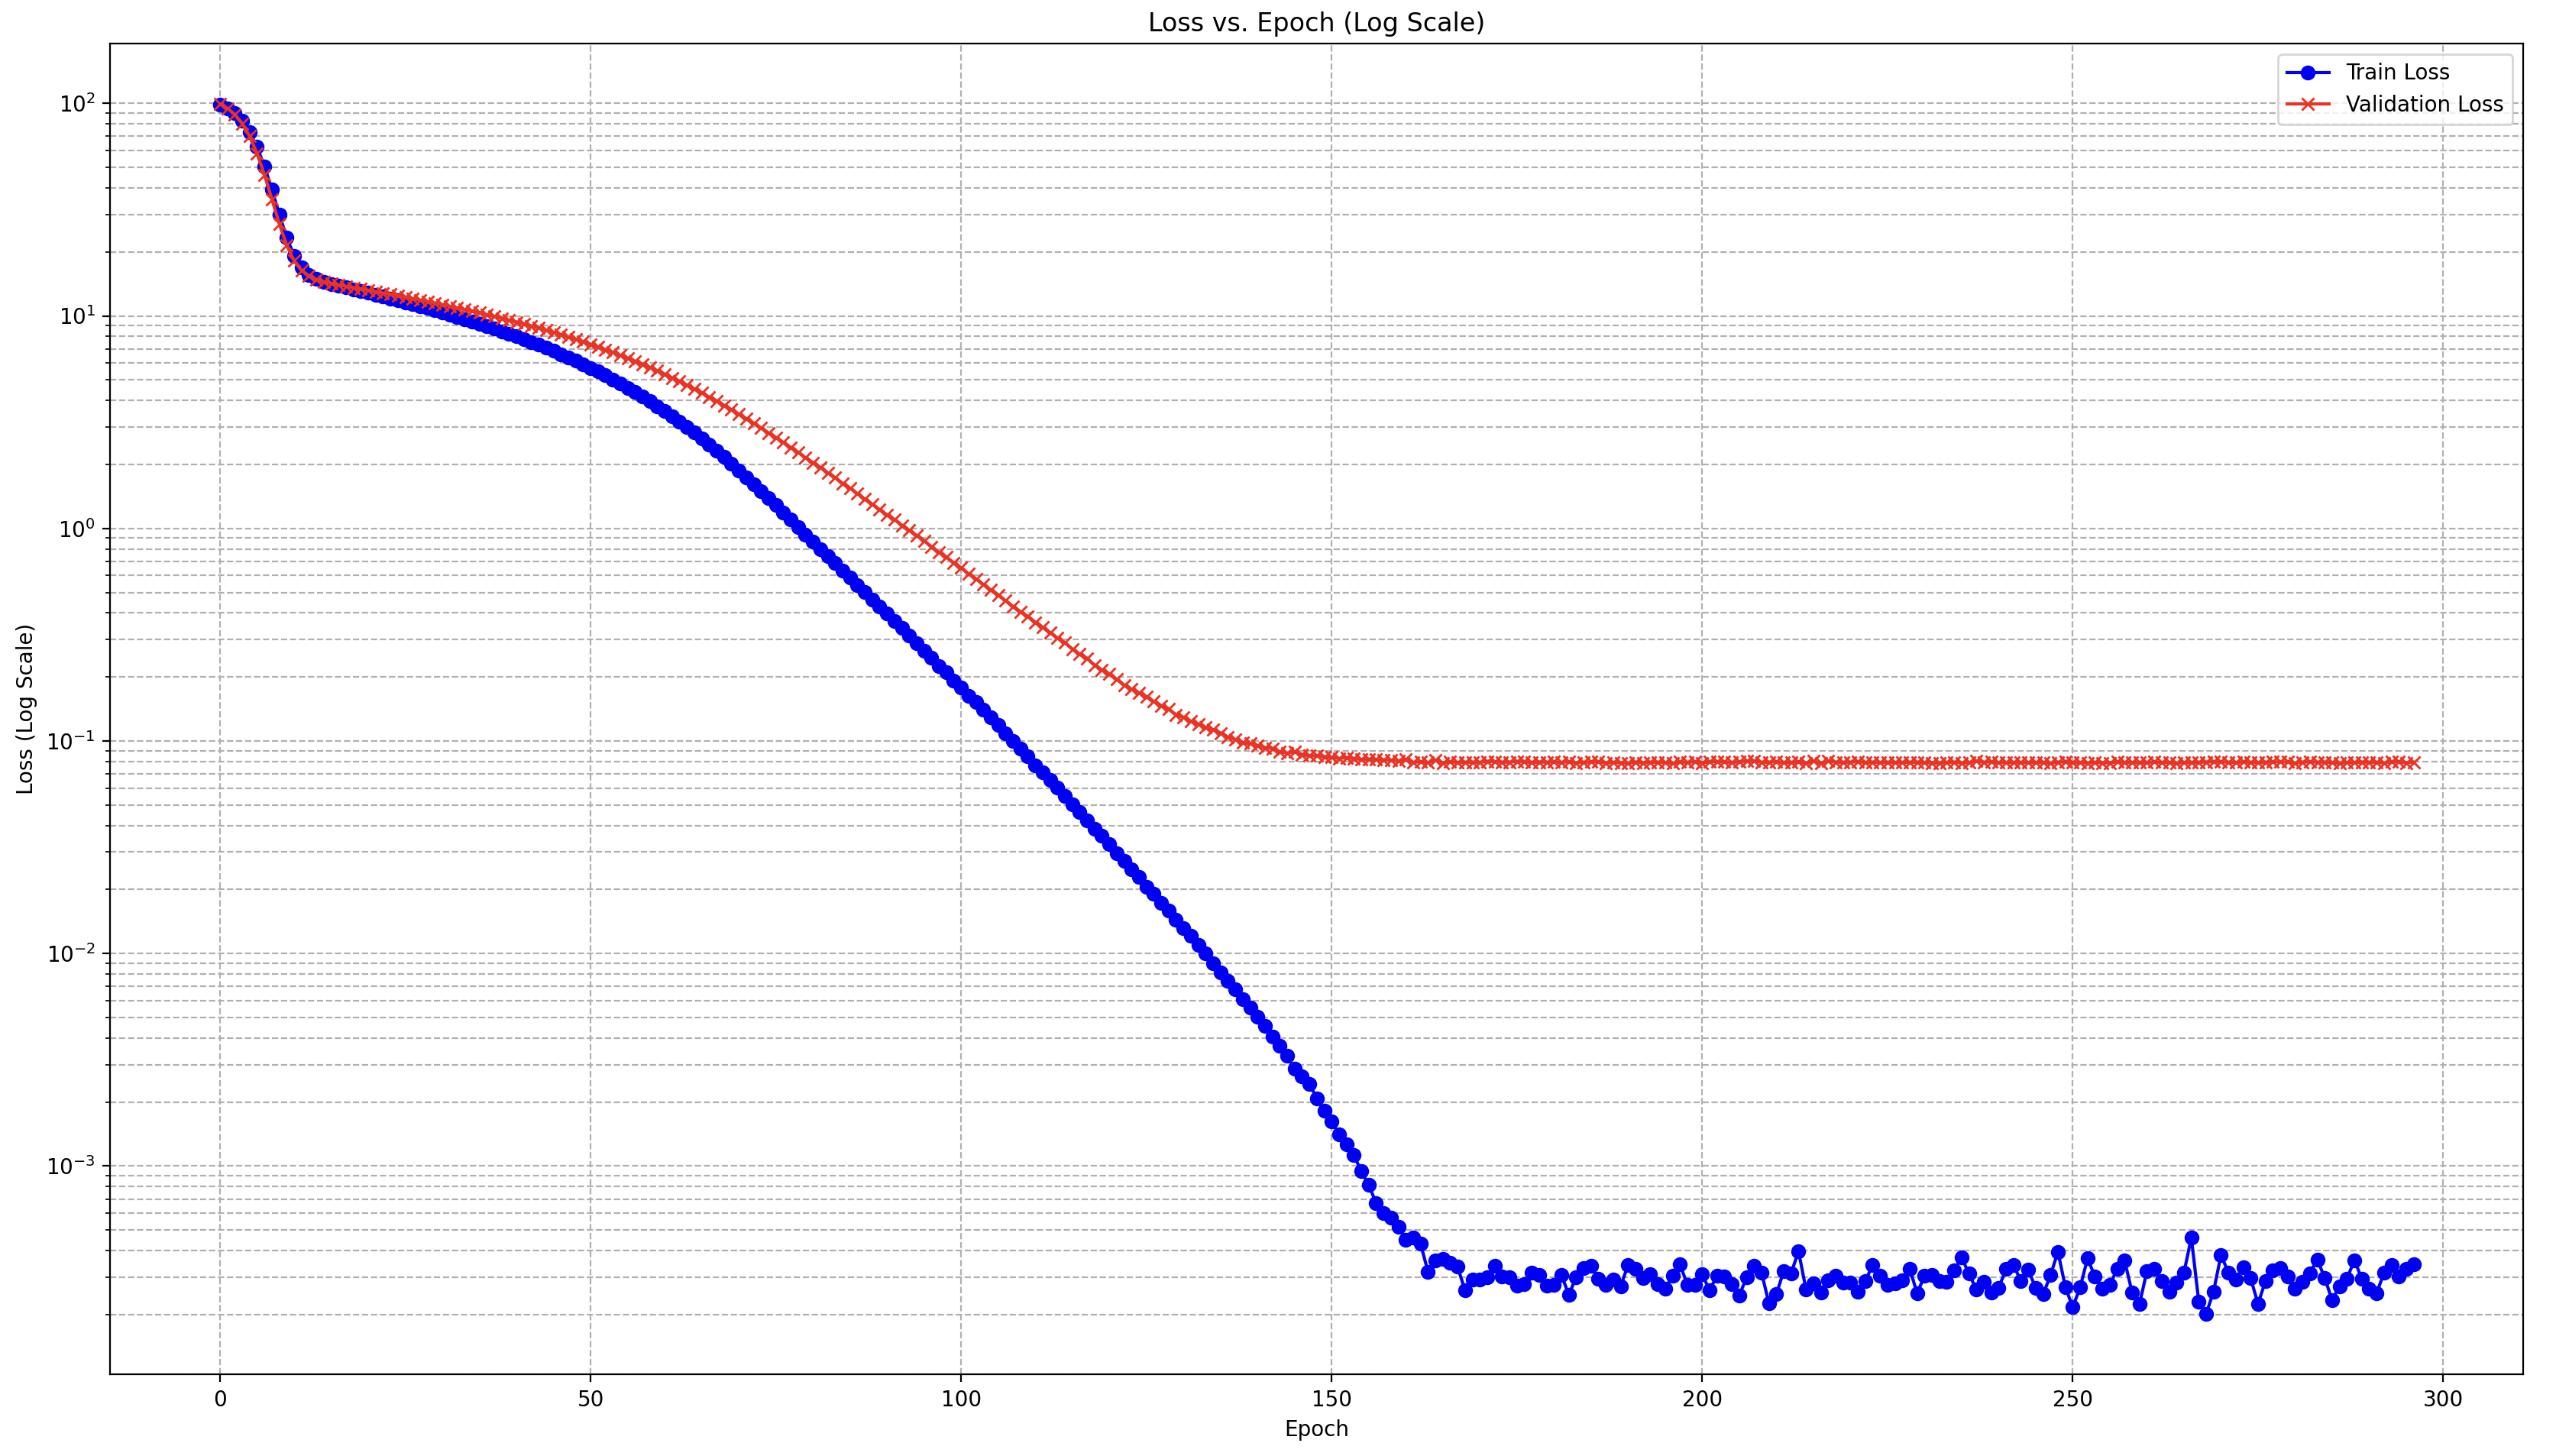 Loss vs. Epoch (Log Scale)
Train Loss
Validation Loss
10²
10¹
10⁰
10⁻¹
10⁻²
10⁻³
Loss (Log Scale)
0 50 100 150 200 250 300
Epoch